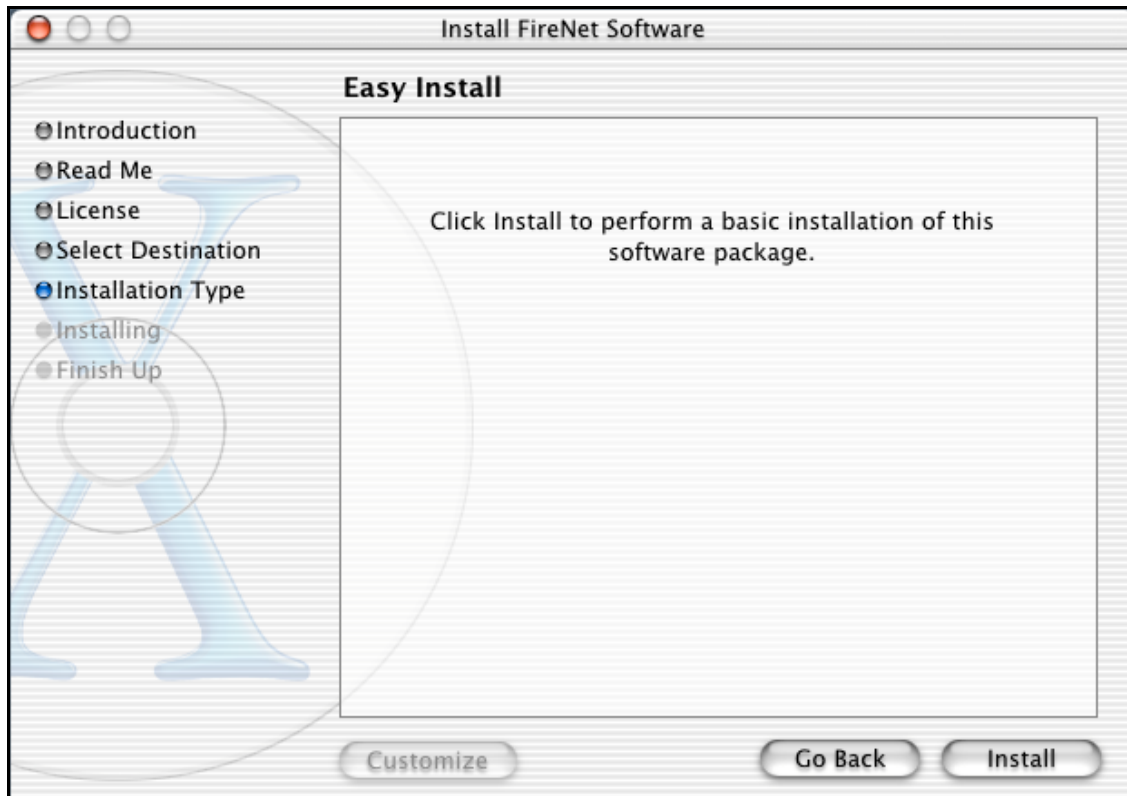 Install FireNet Software
Easy Install
Introduction
Read Me
License
Select Destination
Installation Type
Installing
Finish Up
Click Install to perform a basic installation of this
software package.
Customize
Go Back
Install